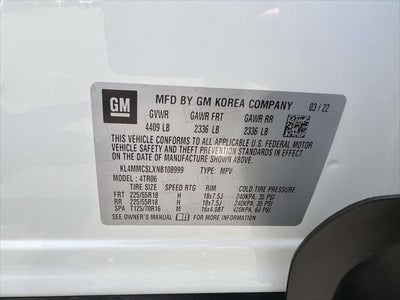 GM
MFD BY GM KOREA COMPANY 03/22
GVWR GAWR FRT GAWR RR
4409 LB 2336 LB 2336 LB
THIS VEHICLE CONFORMS TO ALL APPLICABLE U.S. FEDERAL MOTOR
VEHICLE SAFETY AND THEFT PREVENTION STANDARDS IN EFFECT
ON THE DATE OF MANUFACTURE SHOWN ABOVE.
KL4MMCSLXNB108999 TYPE: MPV
MODEL: 4TR06
TIRE SIZE SPEED RTG RIM COLD TIRE PRESSURE
FRT 225/55R18 H 18x7.5J 240KPA, 35 PSI
RR 225/55R18 H 18x7.5J 240KPA, 35 PSI
SPA T125/70R16 M 16x4.0BT 420KPA, 60 PSI
SEE OWNER'S MANUAL FOR MORE INFORMATION.